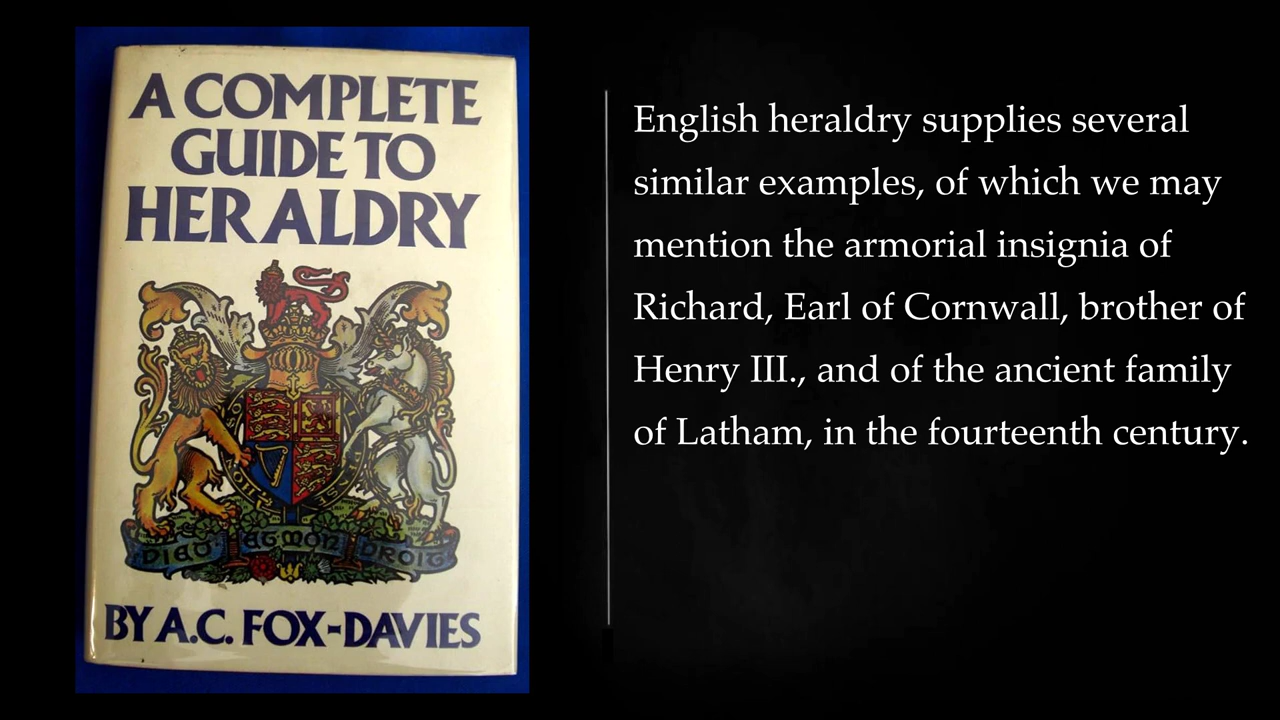 A COMPLETE
GUIDE TO
HERALDRY
DIEU ET MON DROIT
BY A.C. FOX-DAVIES
English heraldry supplies several
similar examples, of which we may
mention the armorial insignia of
Richard, Earl of Cornwall, brother of
Henry III., and of the ancient family
of Latham, in the fourteenth century.